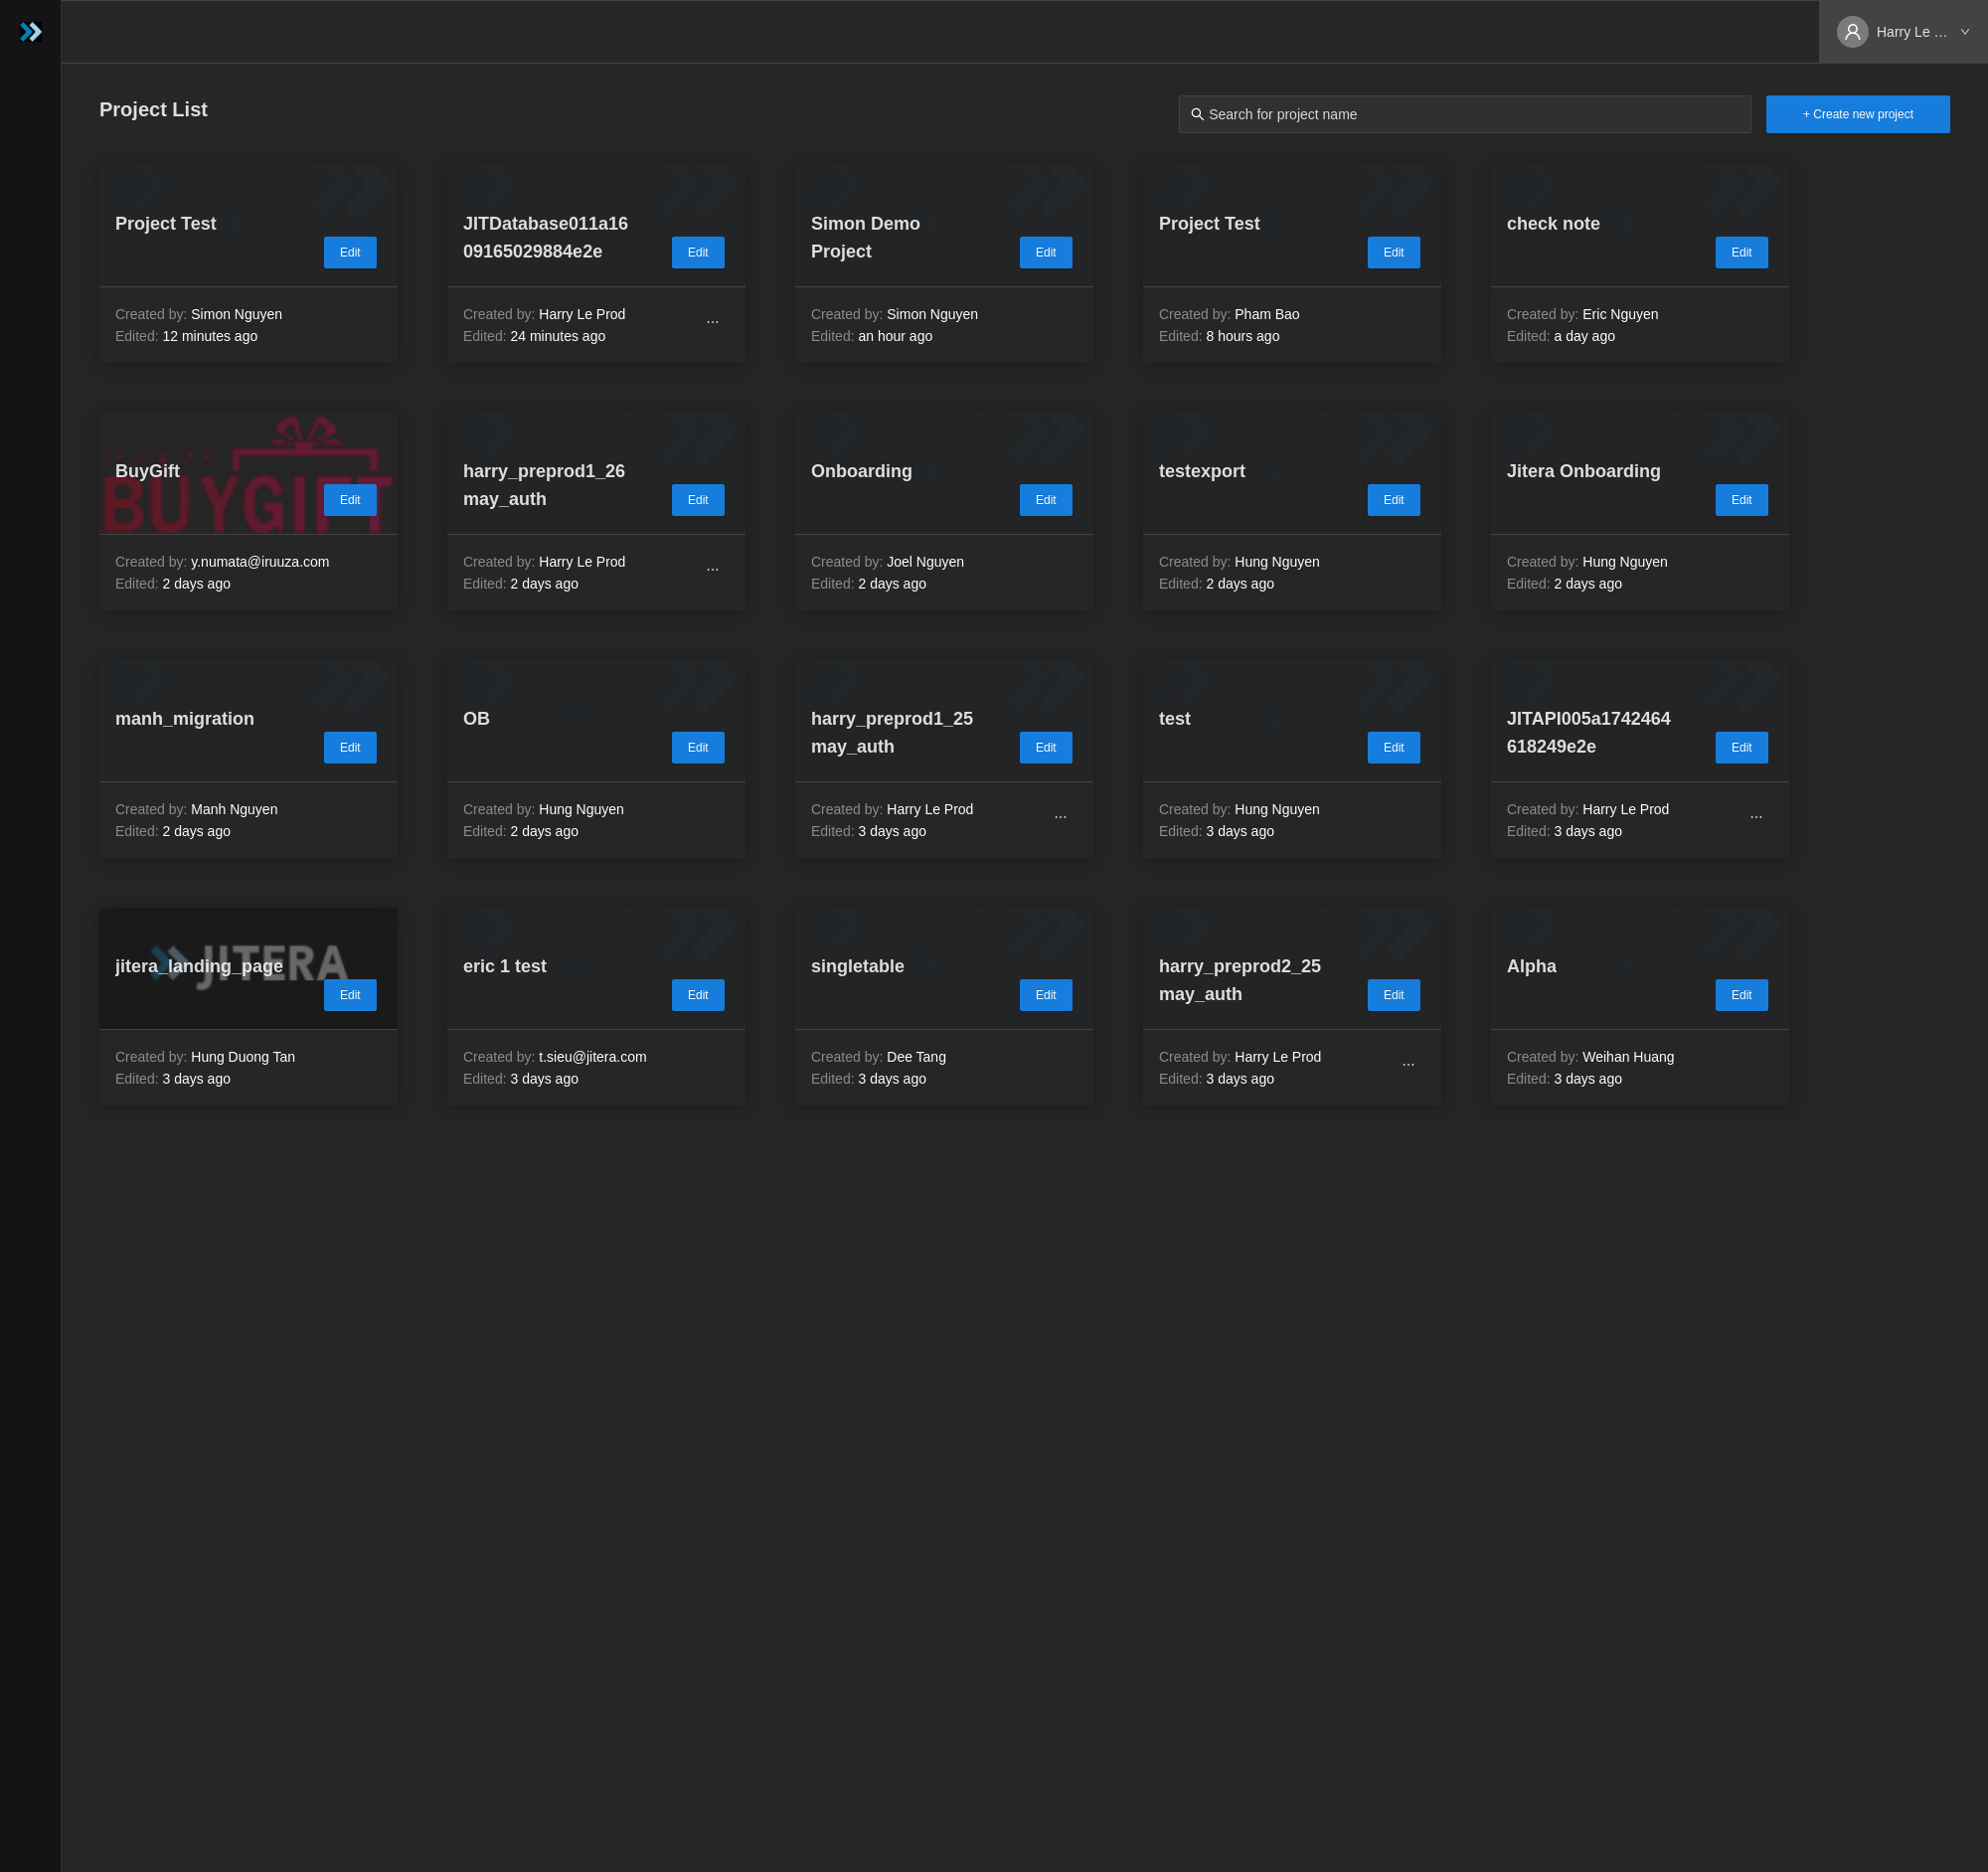 Harry Le ...
Project List
Search for project name
+ Create new project
Project Test
Edit
Created by: Simon Nguyen
Edited: 12 minutes ago
JITDatabase011a16
09165029884e2e
Edit
Created by: Harry Le Prod
Edited: 24 minutes ago
...
Simon Demo
Project
Edit
Created by: Simon Nguyen
Edited: an hour ago
Project Test
Edit
Created by: Pham Bao
Edited: 8 hours ago
check note
Edit
Created by: Eric Nguyen
Edited: a day ago
BuyGift
BUYGIFT
Edit
Created by: y.numata@iruuza.com
Edited: 2 days ago
harry_preprod1_26
may_auth
Edit
Created by: Harry Le Prod
Edited: 2 days ago
...
Onboarding
Edit
Created by: Joel Nguyen
Edited: 2 days ago
testexport
Edit
Created by: Hung Nguyen
Edited: 2 days ago
Jitera Onboarding
Edit
Created by: Hung Nguyen
Edited: 2 days ago
manh_migration
Edit
Created by: Manh Nguyen
Edited: 2 days ago
OB
Edit
Created by: Hung Nguyen
Edited: 2 days ago
harry_preprod1_25
may_auth
Edit
Created by: Harry Le Prod
Edited: 3 days ago
...
test
Edit
Created by: Hung Nguyen
Edited: 3 days ago
JITAPI005a1742464
618249e2e
Edit
Created by: Harry Le Prod
Edited: 3 days ago
...
jitera_landing_page
JITERA
Edit
Created by: Hung Duong Tan
Edited: 3 days ago
eric 1 test
Edit
Created by: t.sieu@jitera.com
Edited: 3 days ago
singletable
Edit
Created by: Dee Tang
Edited: 3 days ago
harry_preprod2_25
may_auth
Edit
Created by: Harry Le Prod
Edited: 3 days ago
...
Alpha
Edit
Created by: Weihan Huang
Edited: 3 days ago